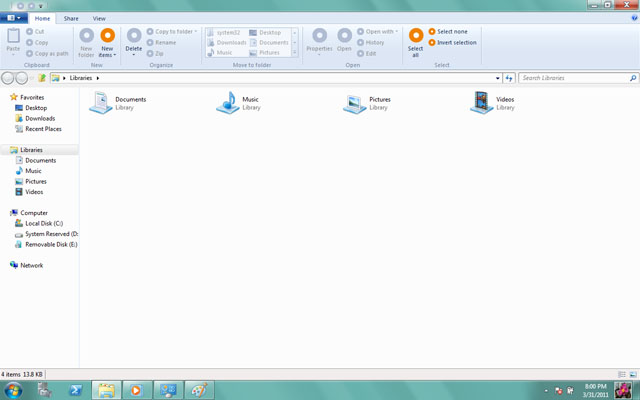 Home Share View
Paste
Cut
Copy
Copy as path
Clipboard
New folder
New items
New
Delete
Copy to folder
Rename
Zip
Organize
system32
Downloads
Music
Desktop
Documents
Pictures
Move to folder
Properties
Open
Open with
History
Edit
Open
Select all
Select none
Invert selection
Select
Libraries
Search Libraries
Favorites
Desktop
Downloads
Recent Places
Libraries
Documents
Music
Pictures
Videos
Computer
Local Disk (C:)
System Reserved (D:
Removable Disk (E:)
Network
Documents
Library
Music
Library
Pictures
Library
Videos
Library
4 items 13.8 KB
8:00 PM
3/31/2011